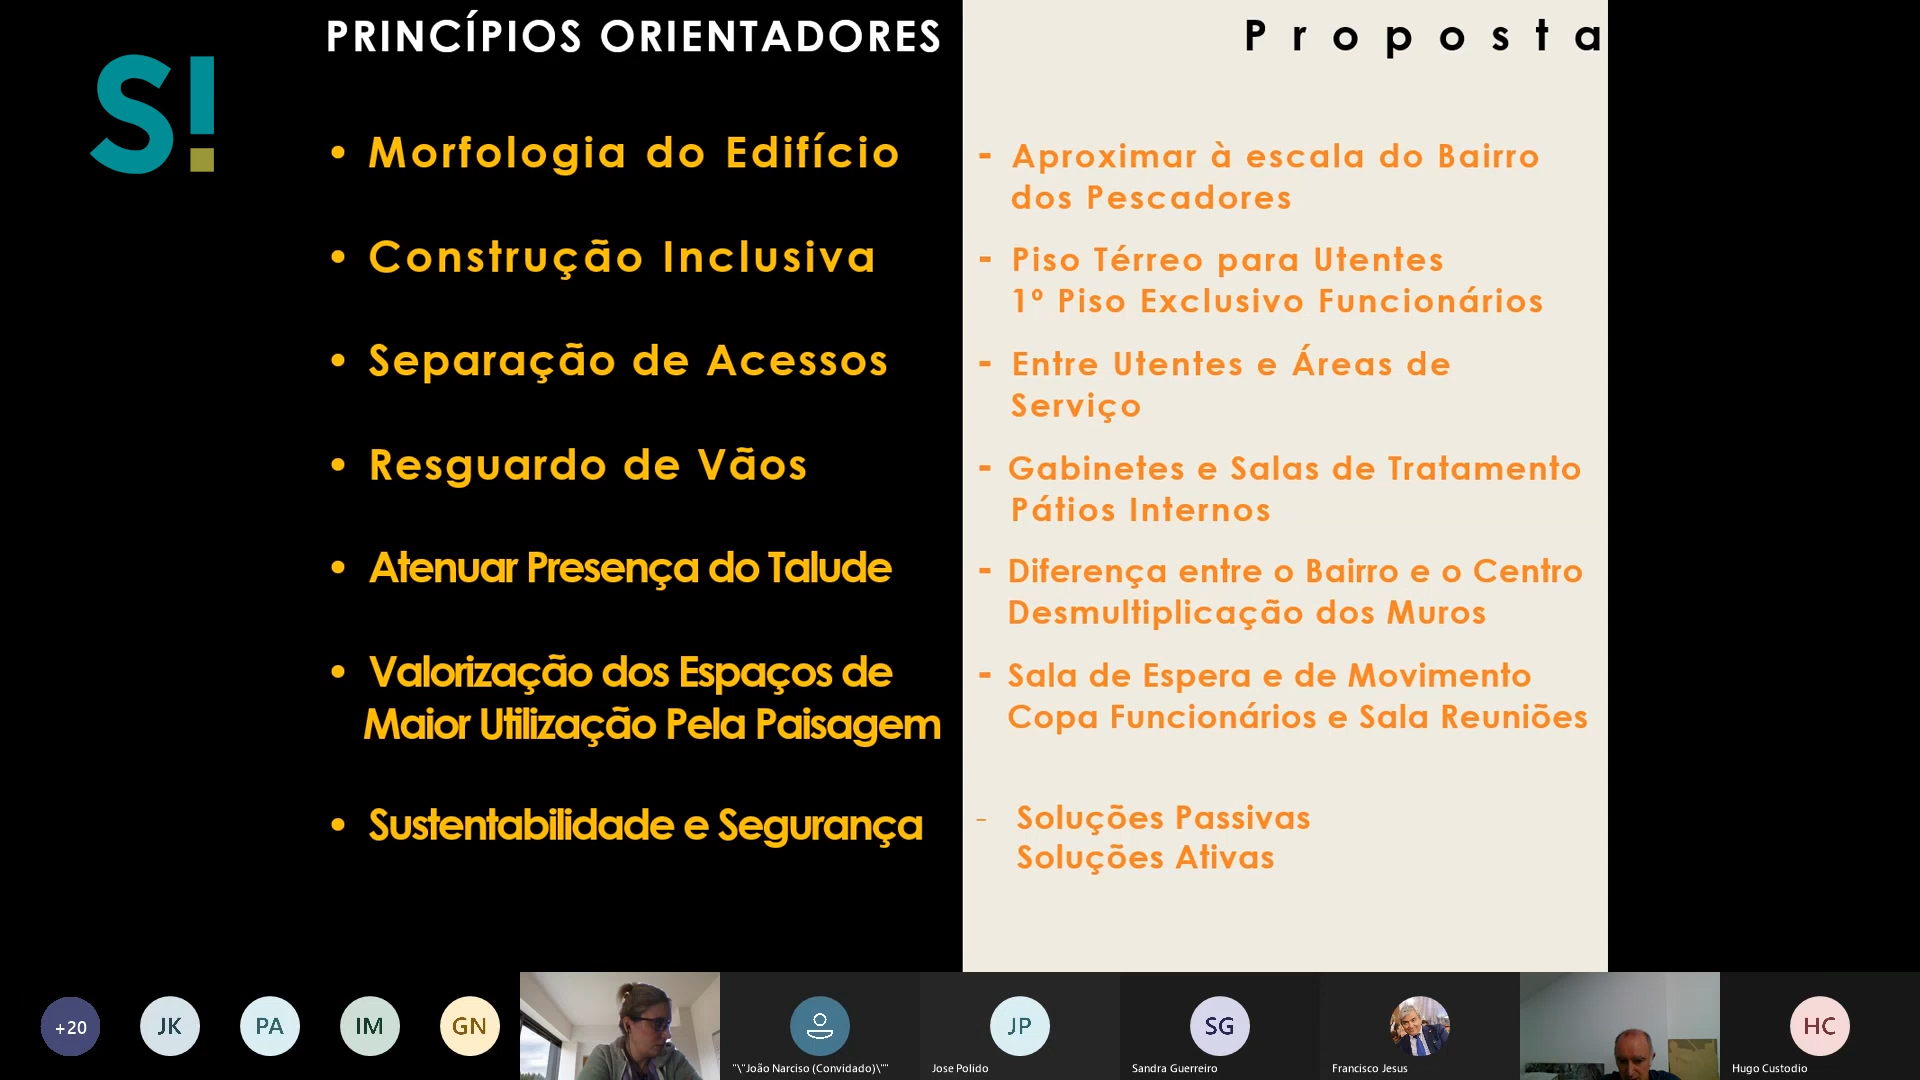 S!
PRINCÍPIOS ORIENTADORES
• Morfologia do Edifício
• Construção Inclusiva
• Separação de Acessos
• Resguardo de Vãos
• Atenuar Presença do Talude
• Valorização dos Espaços de
Maior Utilização Pela Paisagem
• Sustentabilidade e Segurança
Proposta
- Aproximar à escala do Bairro
dos Pescadores
- Piso Térreo para Utentes
1º Piso Exclusivo Funcionários
- Entre Utentes e Áreas de
Serviço
- Gabinetes e Salas de Tratamento
Pátios Internos
- Diferença entre o Bairro e o Centro
Desmultiplicação dos Muros
- Sala de Espera e de Movimento
Copa Funcionários e Sala Reuniões
- Soluções Passivas
Soluções Ativas
+20
JK
PA
IM
GN
"\"João Narciso (Convidado)\""
JP
Jose Polido
SG
Sandra Guerreiro
Francisco Jesus
HC
Hugo Custodio